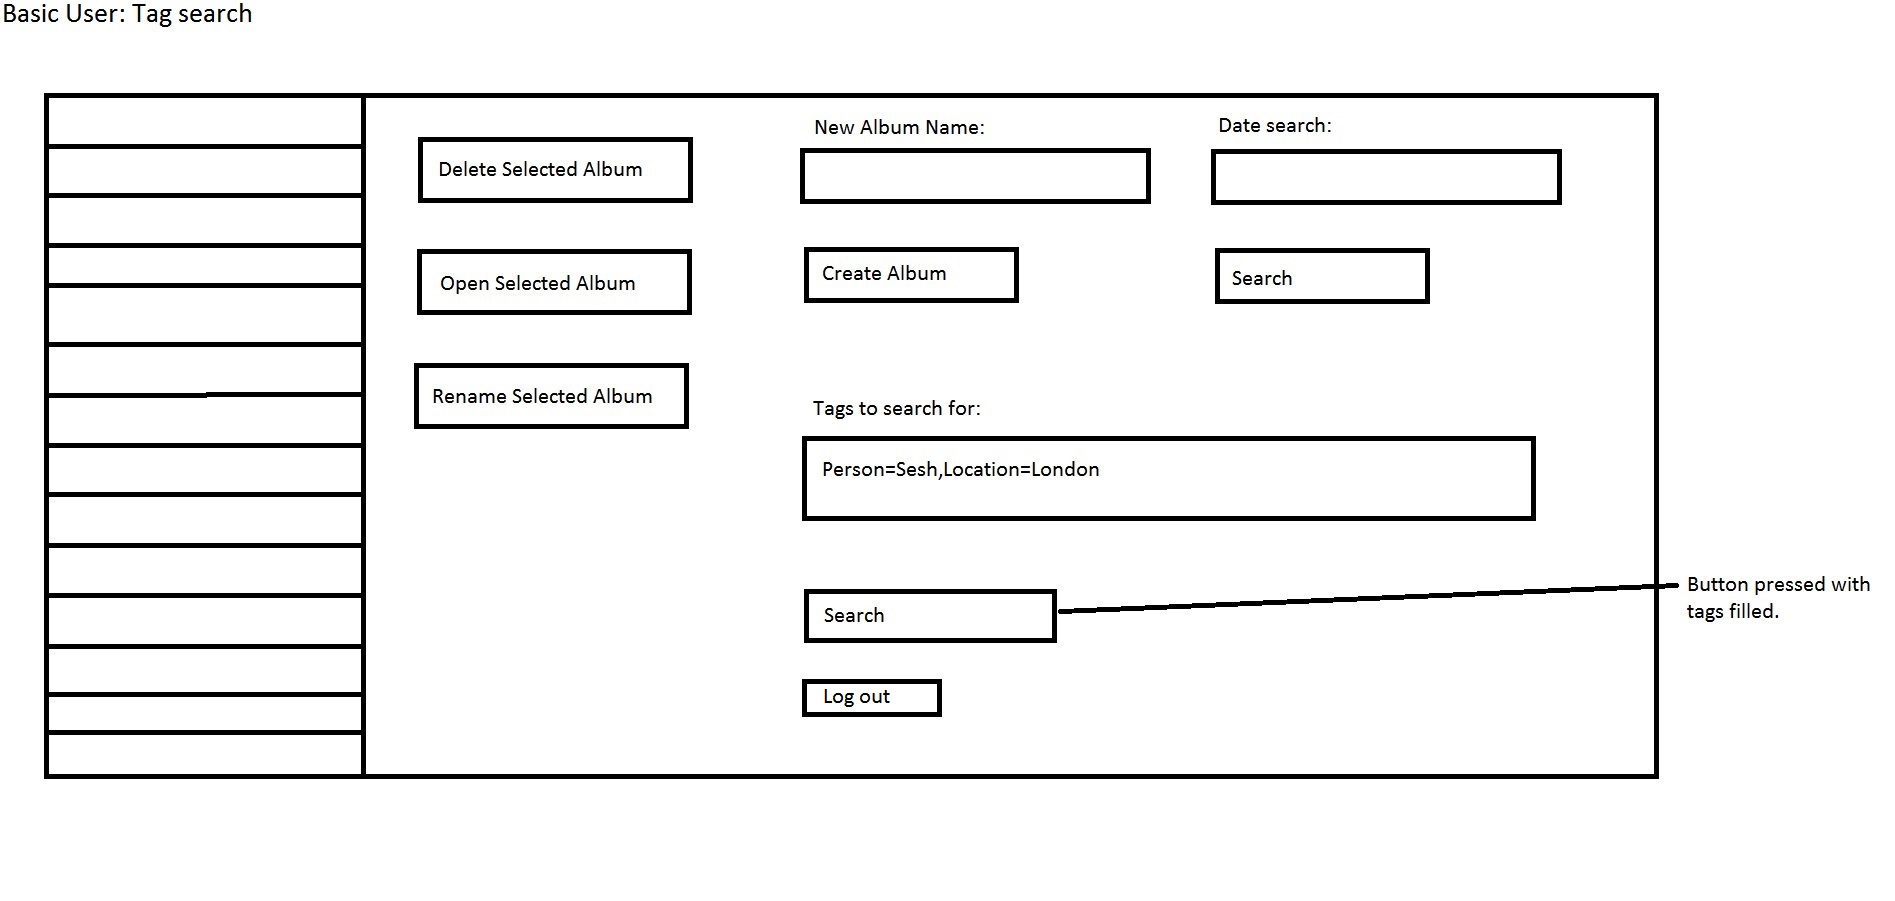 Basic User: Tag search
New Album Name:
Date search:
Delete Selected Album
Open Selected Album
Create Album
Search
Rename Selected Album
Tags to search for:
Person=Sesh,Location=London
Search
Button pressed with
tags filled.
Log out